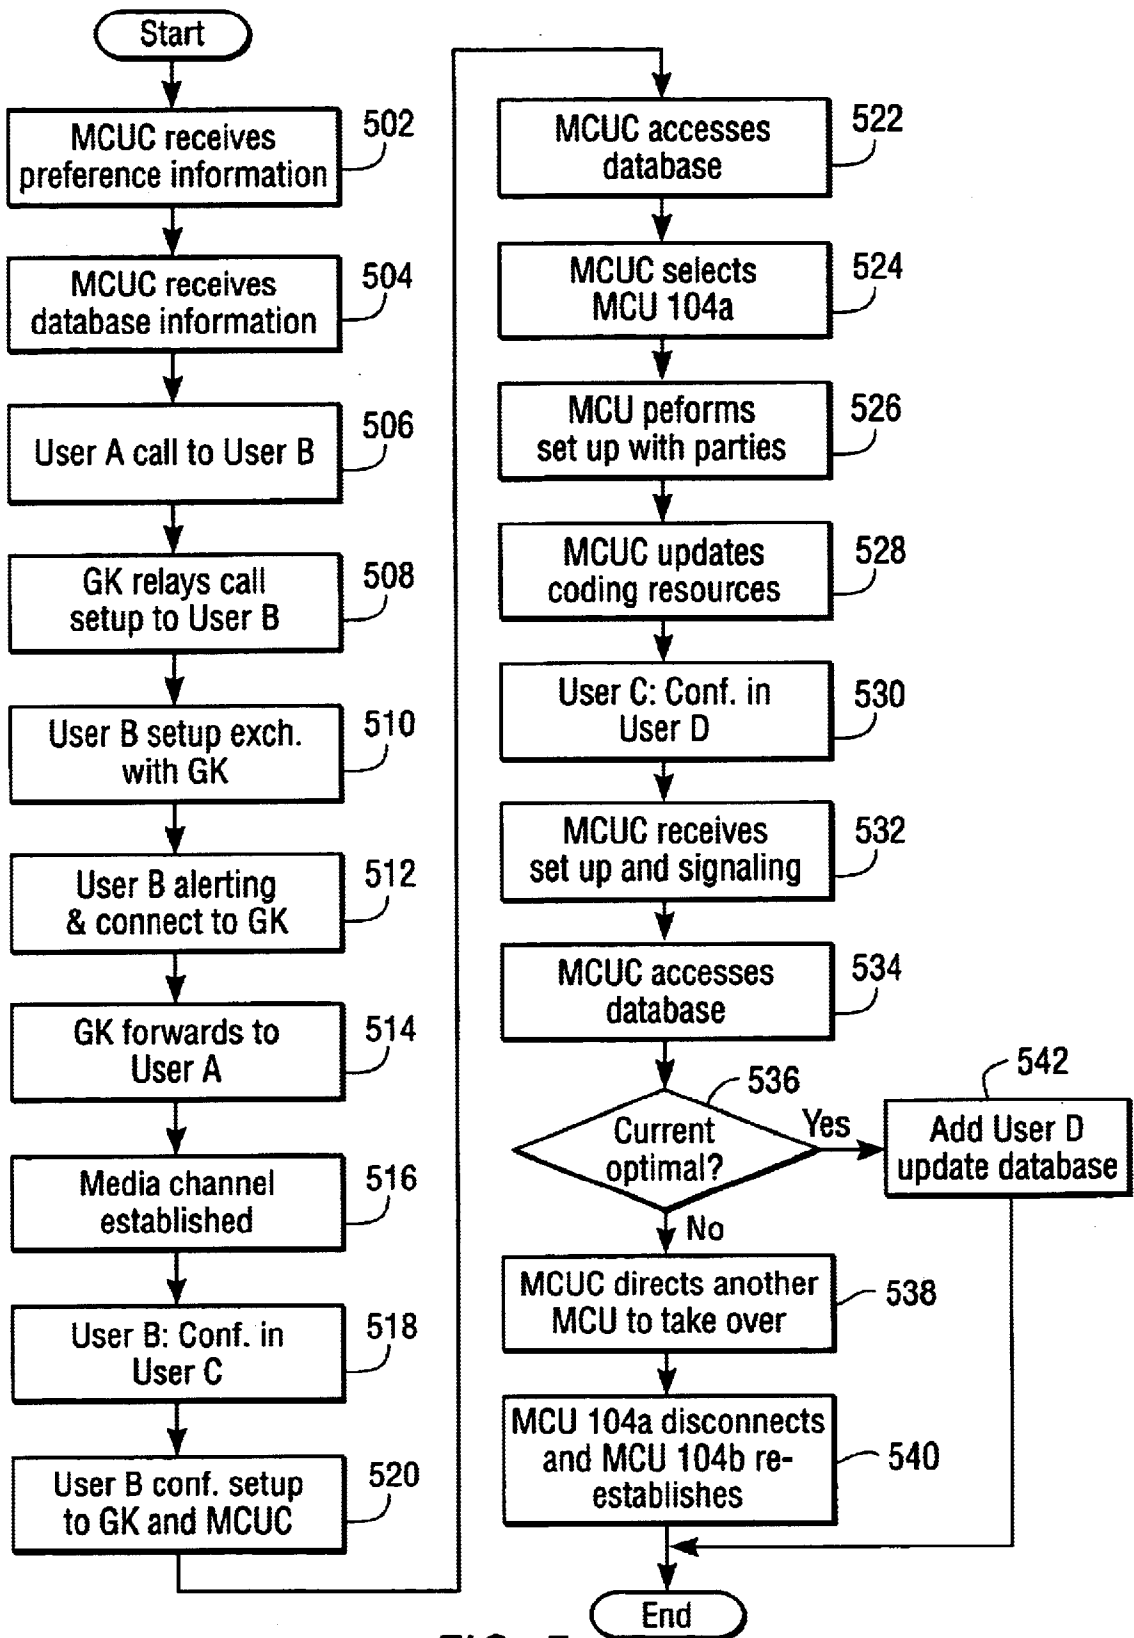 Start
MCUC receives
preference information
502
MCUC receives
database information
504
User A call to User B
506
GK relays call
setup to User B
508
User B setup exch.
with GK
510
User B alerting
& connect to GK
512
GK forwards to
User A
514
Media channel
established
516
User B: Conf. in
User C
518
User B conf. setup
to GK and MCUC
520
MCUC accesses
database
522
MCUC selects
MCU 104a
524
MCU peforms
set up with parties
526
MCUC updates
coding resources
528
User C: Conf. in
User D
530
MCUC receives
set up and signaling
532
MCUC accesses
database
534
Current
optimal?
536
Yes
Add User D
update database
542
No
MCUC directs another
MCU to take over
538
MCU 104a disconnects
and MCU 104b re-
establishes
540
End